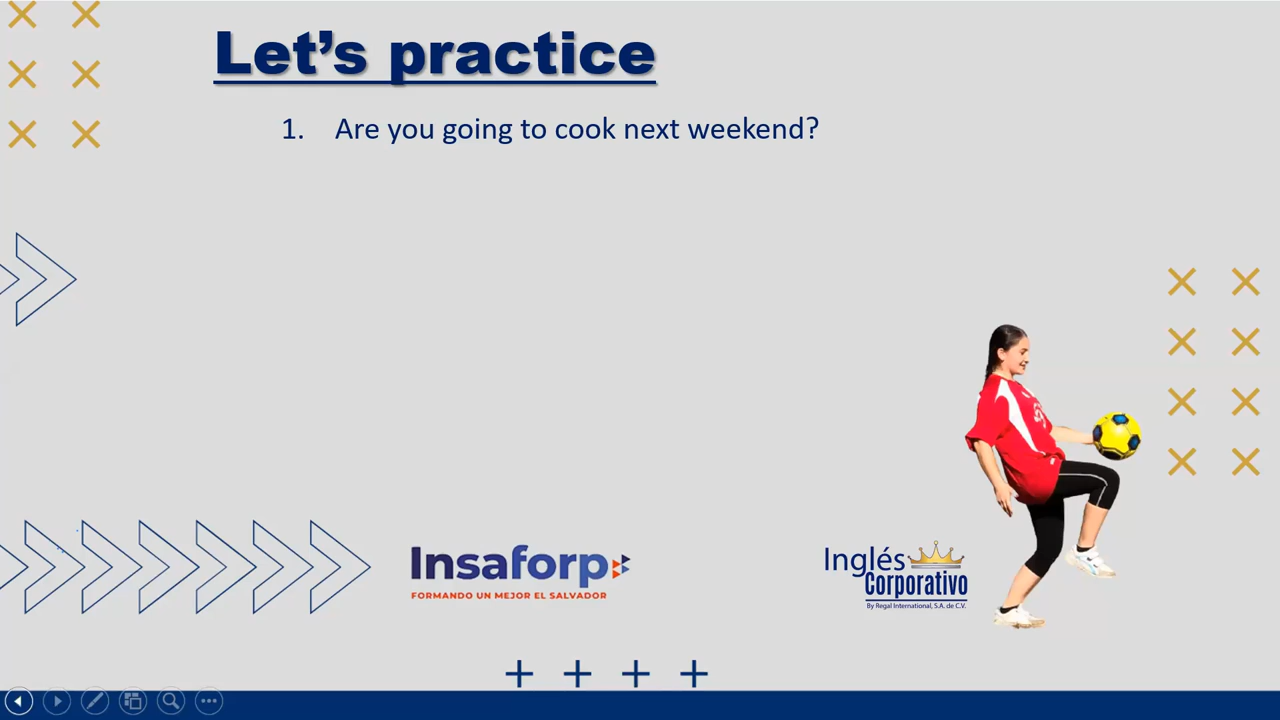 Let's practice
1. Are you going to cook next weekend?
Insaforp
FORMANDO UN MEJOR EL SALVADOR
Inglés
Corporativo
By Regal International, S.A. de C.V.